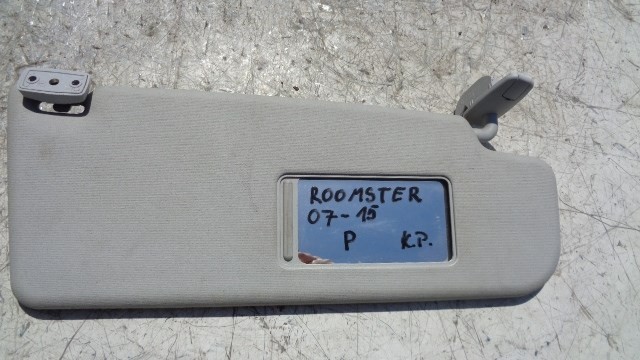 ROOMSTER
07-15
P K.P.